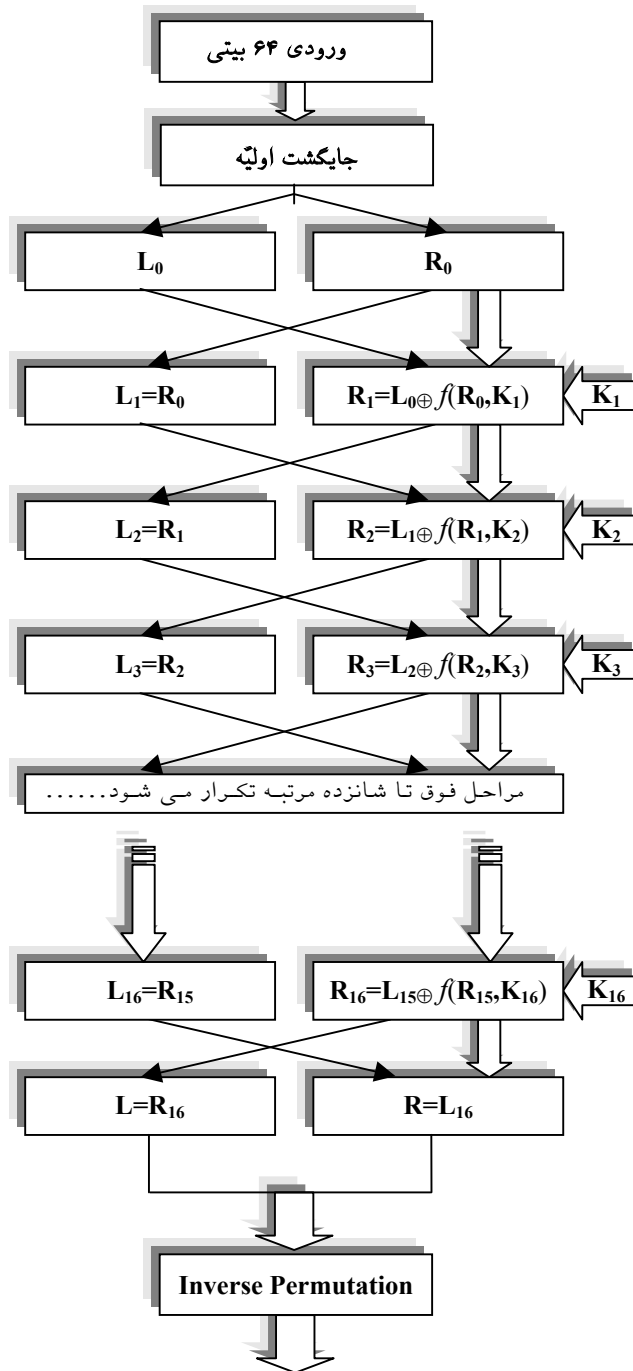 ورودی ۶۴ بیتی
جایگشت اولیّه
L₀ R₀
L₁=R₀ R₁=L₀⊕f(R₀,K₁) K₁
L₂=R₁ R₂=L₁⊕f(R₁,K₂) K₂
L₃=R₂ R₃=L₂⊕f(R₂,K₃) K₃
مراحل فوق تا شانزده مرتبه تکرار می شود......
L₁₆=R₁₅ R₁₆=L₁₅⊕f(R₁₅,K₁₆) K₁₆
L=R₁₆ R=L₁₆
Inverse Permutation